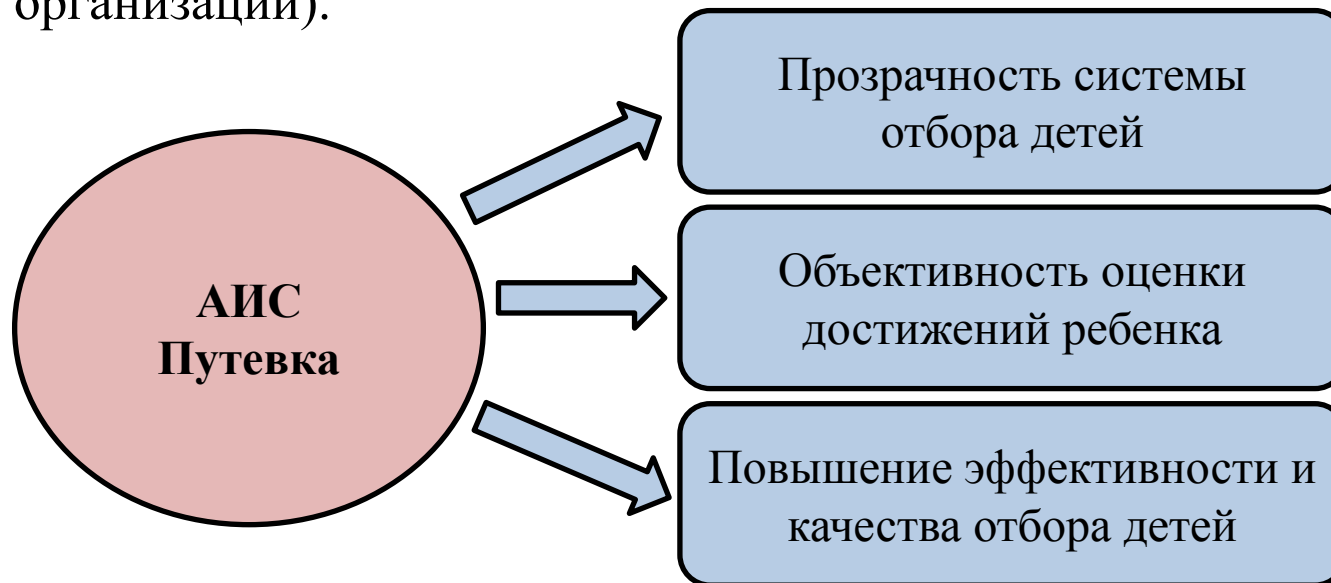 организации).
Прозрачность системы
отбора детей
АИС
Путевка
Объективность оценки
достижений ребенка
Повышение эффективности и
качества отбора детей